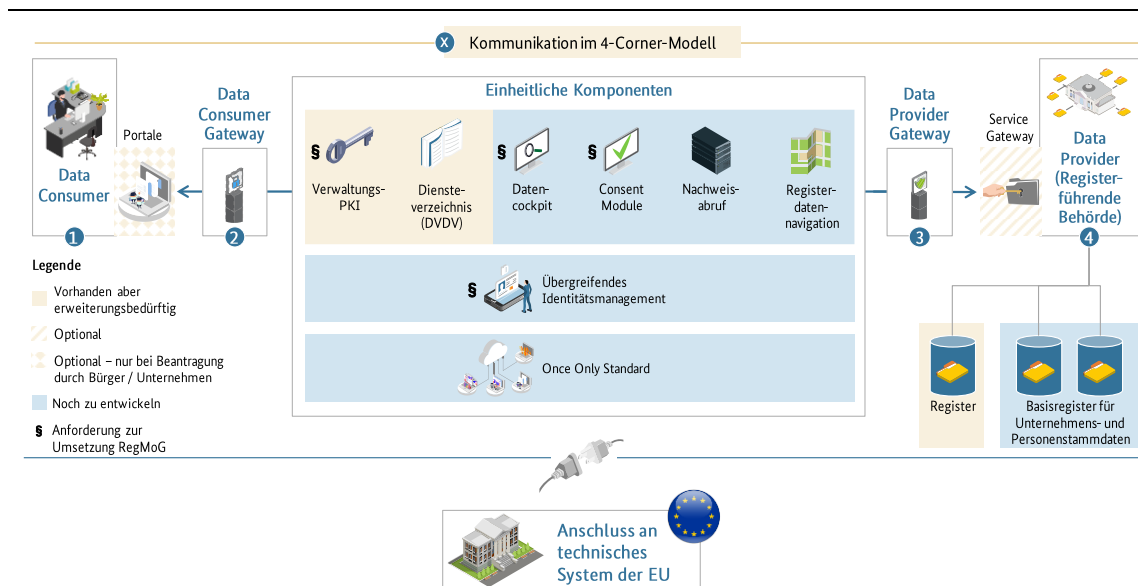 X Kommunikation im 4-Corner-Modell
Data
Consumer
1
Portale
Data
Consumer
Gateway
2
Einheitliche Komponenten
§
Verwaltungs-
PKI
Dienste-
verzeichnis
(DVDV)
§
Daten-
cockpit
§
Consent
Module
Nachweis-
abruf
Register-
daten-
navigation
§ Übergreifendes
Identitätsmanagement
Once Only Standard
Data
Provider
Gateway
3
Service
Gateway
Data
Provider
(Register-
führende
Behörde)
4
Register
Basisregister für
Unternehmens- und
Personenstammdaten
Legende
Vorhanden aber
erweiterungsbedürftig
Optional
Optional – nur bei Beantragung
durch Bürger / Unternehmen
Noch zu entwickeln
§ Anforderung zur
Umsetzung RegMoG
Anschluss an
technisches
System der EU